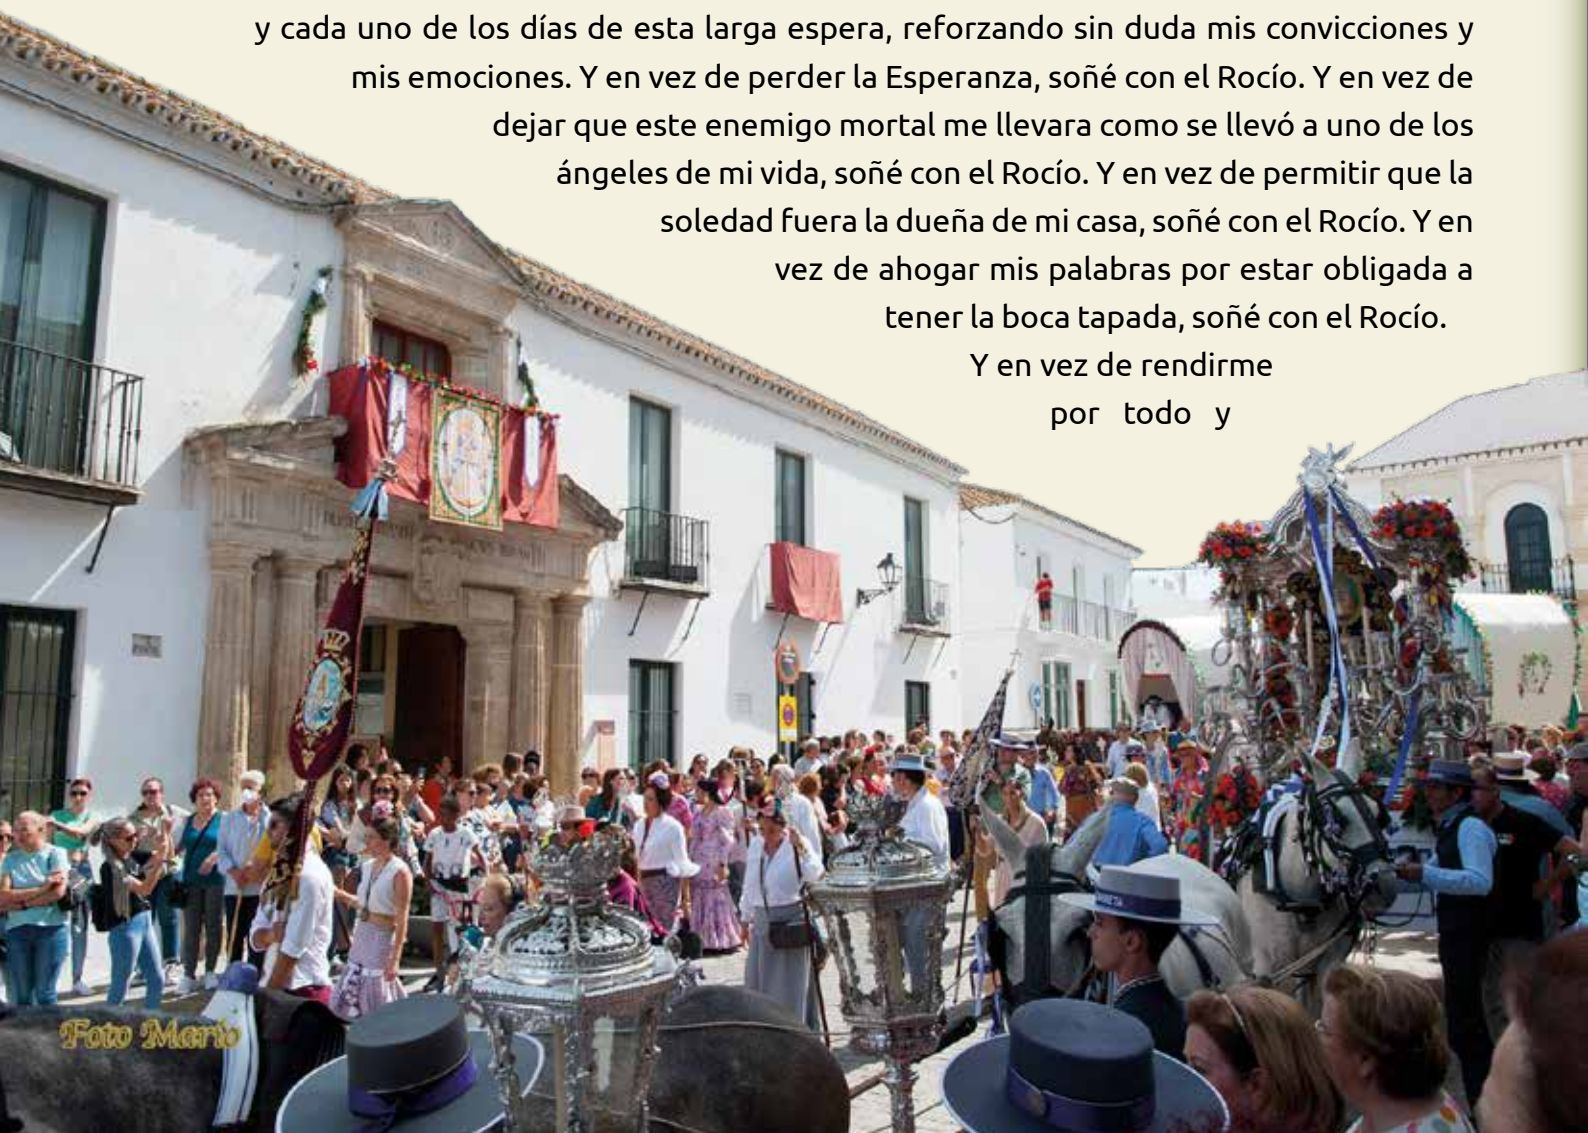 y cada uno de los días de esta larga espera, reforzando sin duda mis convicciones y
mis emociones. Y en vez de perder la Esperanza, soñé con el Rocío. Y en vez de
dejar que este enemigo mortal me llevara como se llevó a uno de los
ángeles de mi vida, soñé con el Rocío. Y en vez de permitir que la
soledad fuera la dueña de mi casa, soñé con el Rocío. Y en
vez de ahogar mis palabras por estar obligada a
tener la boca tapada, soñé con el Rocío.
Y en vez de rendirme
por todo y
Foto Mario